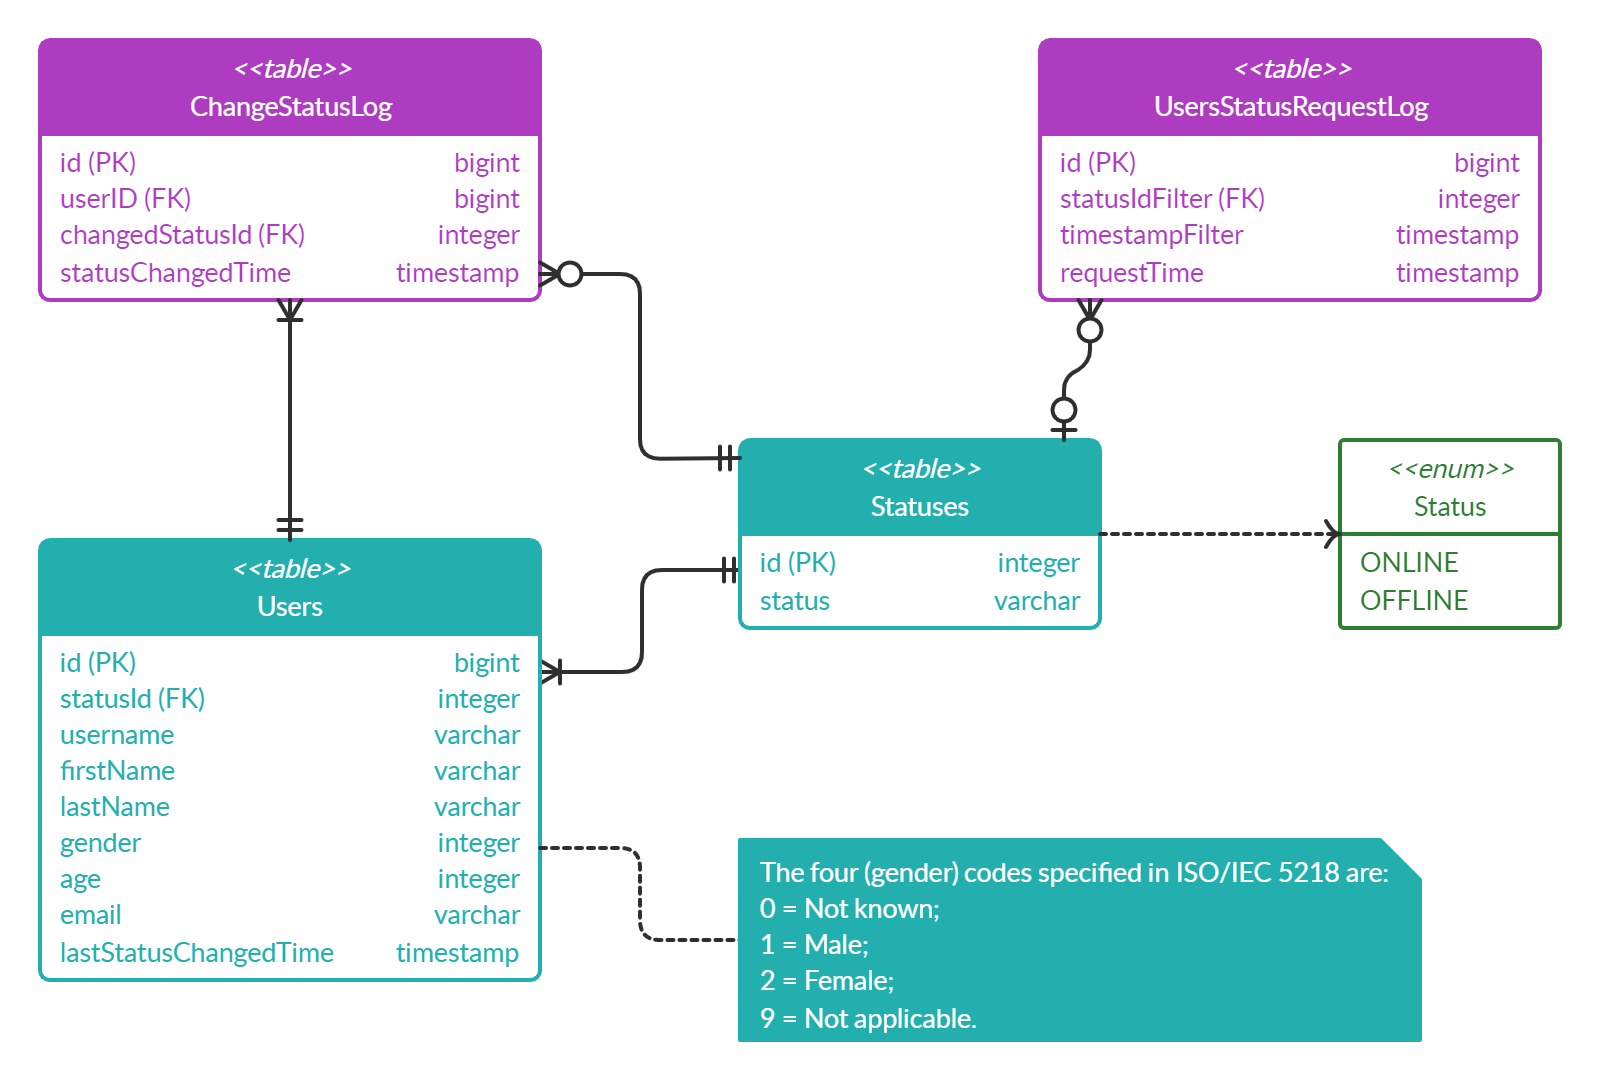 <<table>>
ChangeStatusLog
id (PK) bigint
userID (FK) bigint
changedStatusId (FK) integer
statusChangedTime timestamp
<<table>>
UsersStatusRequestLog
id (PK) bigint
statusIdFilter (FK) integer
timestampFilter timestamp
requestTime timestamp
<<table>>
Statuses
id (PK) integer
status varchar
<<enum>>
Status
ONLINE
OFFLINE
<<table>>
Users
id (PK) bigint
statusId (FK) integer
username varchar
firstName varchar
lastName varchar
gender integer
age integer
email varchar
lastStatusChangedTime timestamp
The four (gender) codes specified in ISO/IEC 5218 are:
0 = Not known;
1 = Male;
2 = Female;
9 = Not applicable.